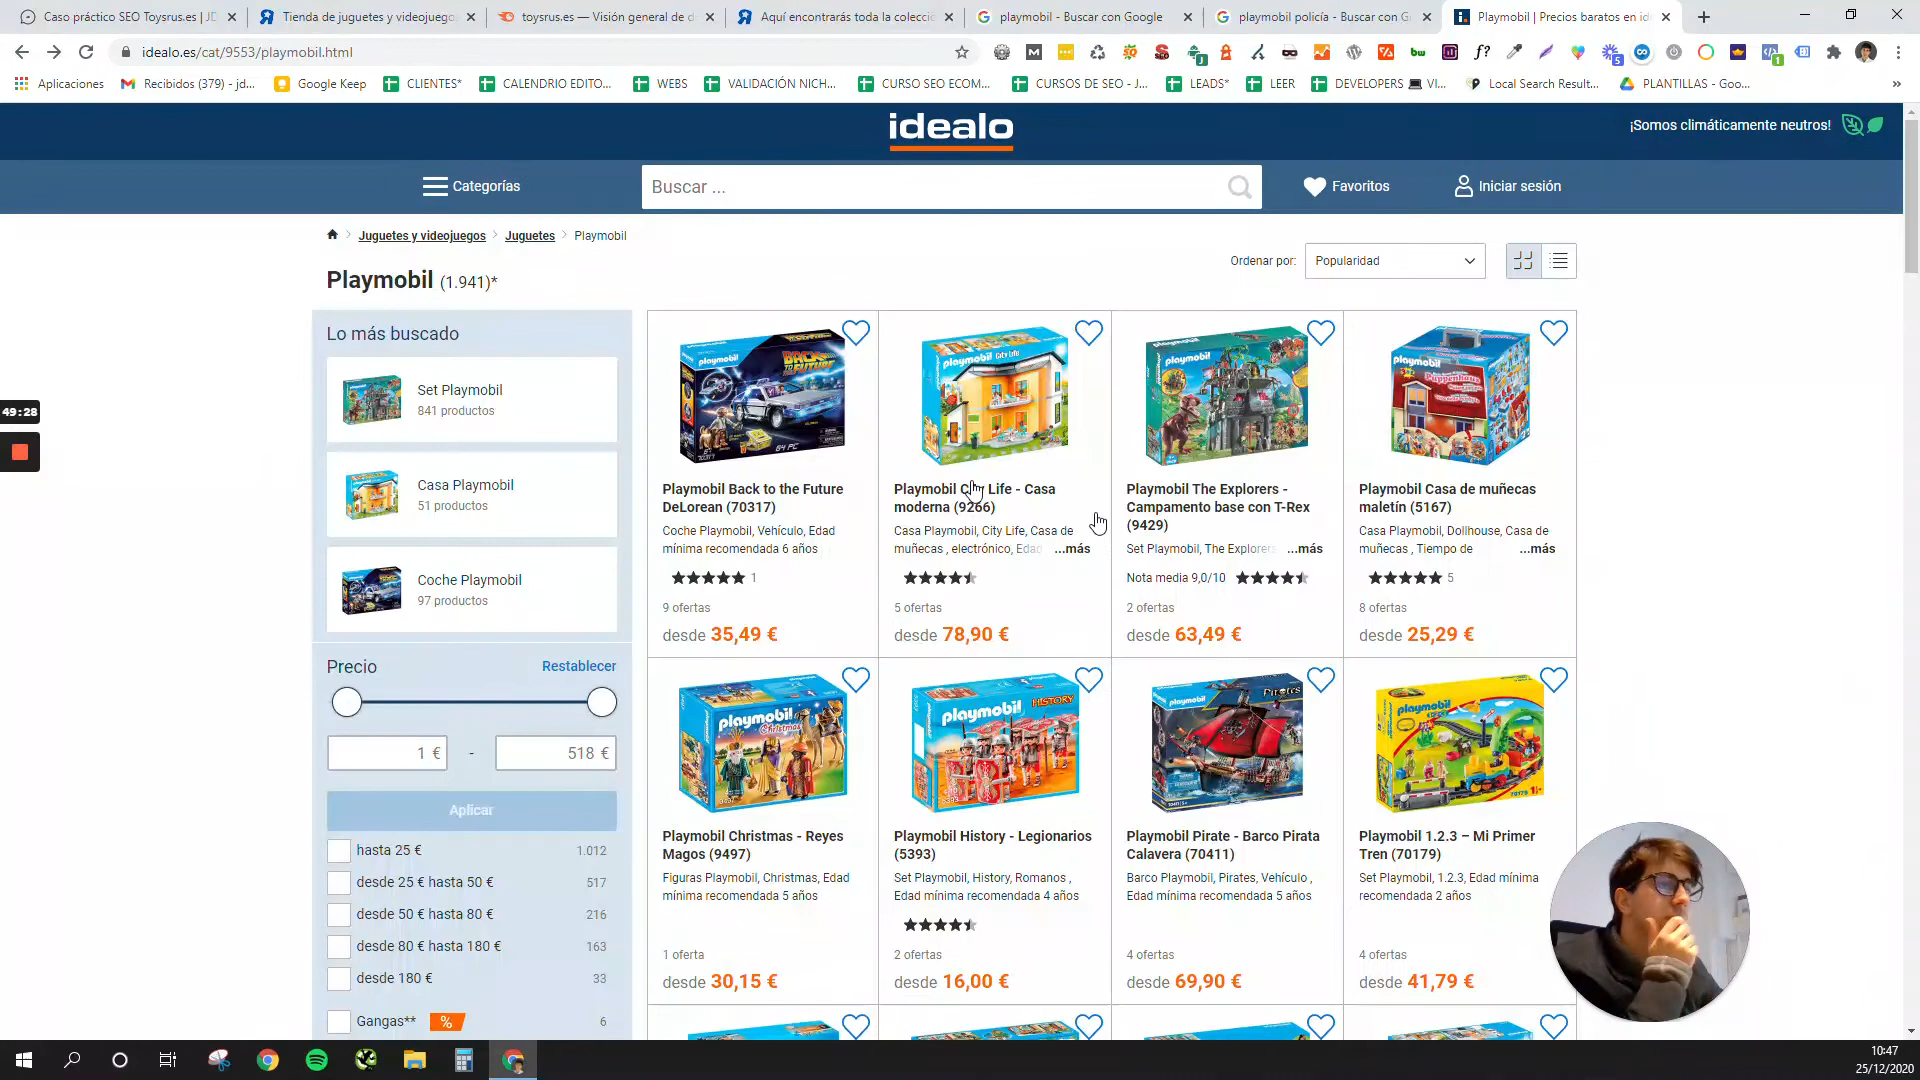 Caso práctico SEO Toysrus.es | JD
Tienda de juguetes y videojuego
toysrus.es — Visión general de d
Aquí encontrarás toda la colecció
playmobil - Buscar con Google
playmobil policía - Buscar con G
Playmobil | Precios baratos en id
idealo.es/cat/9553/playmobil.html
Aplicaciones
Recibidos (379) - jd...
Google Keep
CLIENTES*
CALENDARIO EDITO...
WEBS
VALIDACIÓN NICH...
CURSO SEO ECOM...
CURSOS DE SEO - J...
LEADS*
LEER
DEVELOPERS VI...
Local Search Result...
PLANTILLAS - Goo...
idealo
¡Somos climáticamente neutros!
Categorías
Buscar ...
Favoritos
Iniciar sesión
Juguetes y videojuegos > Juguetes > Playmobil
Ordenar por: Popularidad
Playmobil (1.941)*
49:28
Lo más buscado
Set Playmobil
841 productos
Casa Playmobil
51 productos
Coche Playmobil
97 productos
Precio
Restablecer
1 € - 518 €
Aplicar
hasta 25 € 1.012
desde 25 € hasta 50 € 517
desde 50 € hasta 80 € 216
desde 80 € hasta 180 € 163
desde 180 € 33
Gangas** % 6
Playmobil Back to the Future
DeLorean (70317)
Coche Playmobil, Vehículo, Edad
mínima recomendada 6 años
1
9 ofertas
desde 35,49 €
Playmobil City Life - Casa
moderna (9266)
Casa Playmobil, City Life, Casa de
muñecas , electrónico, Edad ...más
5 ofertas
desde 78,90 €
Playmobil The Explorers -
Campamento base con T-Rex
(9429)
Set Playmobil, The Explorers ...más
Nota media 9,0/10
2 ofertas
desde 63,49 €
Playmobil Casa de muñecas
maletín (5167)
Casa Playmobil, Dollhouse, Casa de
muñecas , Tiempo de ...más
5
8 ofertas
desde 25,29 €
Playmobil Christmas - Reyes
Magos (9497)
Figuras Playmobil, Christmas, Edad
mínima recomendada 5 años
1 oferta
desde 30,15 €
Playmobil History - Legionarios
(5393)
Set Playmobil, History, Romanos ,
Edad mínima recomendada 4 años
2 ofertas
desde 16,00 €
Playmobil Pirate - Barco Pirata
Calavera (70411)
Barco Playmobil, Pirates, Vehículo ,
Edad mínima recomendada 5 años
4 ofertas
desde 69,90 €
Playmobil 1.2.3 – Mi Primer
Tren (70179)
Set Playmobil, 1.2.3, Edad mínima
recomendada 2 años
4 ofertas
desde 41,79 €
10:47
25/12/2020